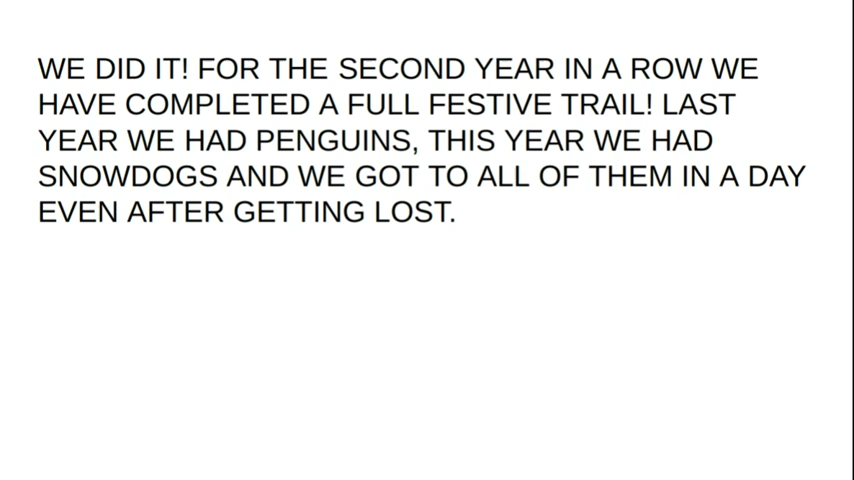 WE DID IT! FOR THE SECOND YEAR IN A ROW WE
HAVE COMPLETED A FULL FESTIVE TRAIL! LAST
YEAR WE HAD PENGUINS, THIS YEAR WE HAD
SNOWDOGS AND WE GOT TO ALL OF THEM IN A DAY
EVEN AFTER GETTING LOST.